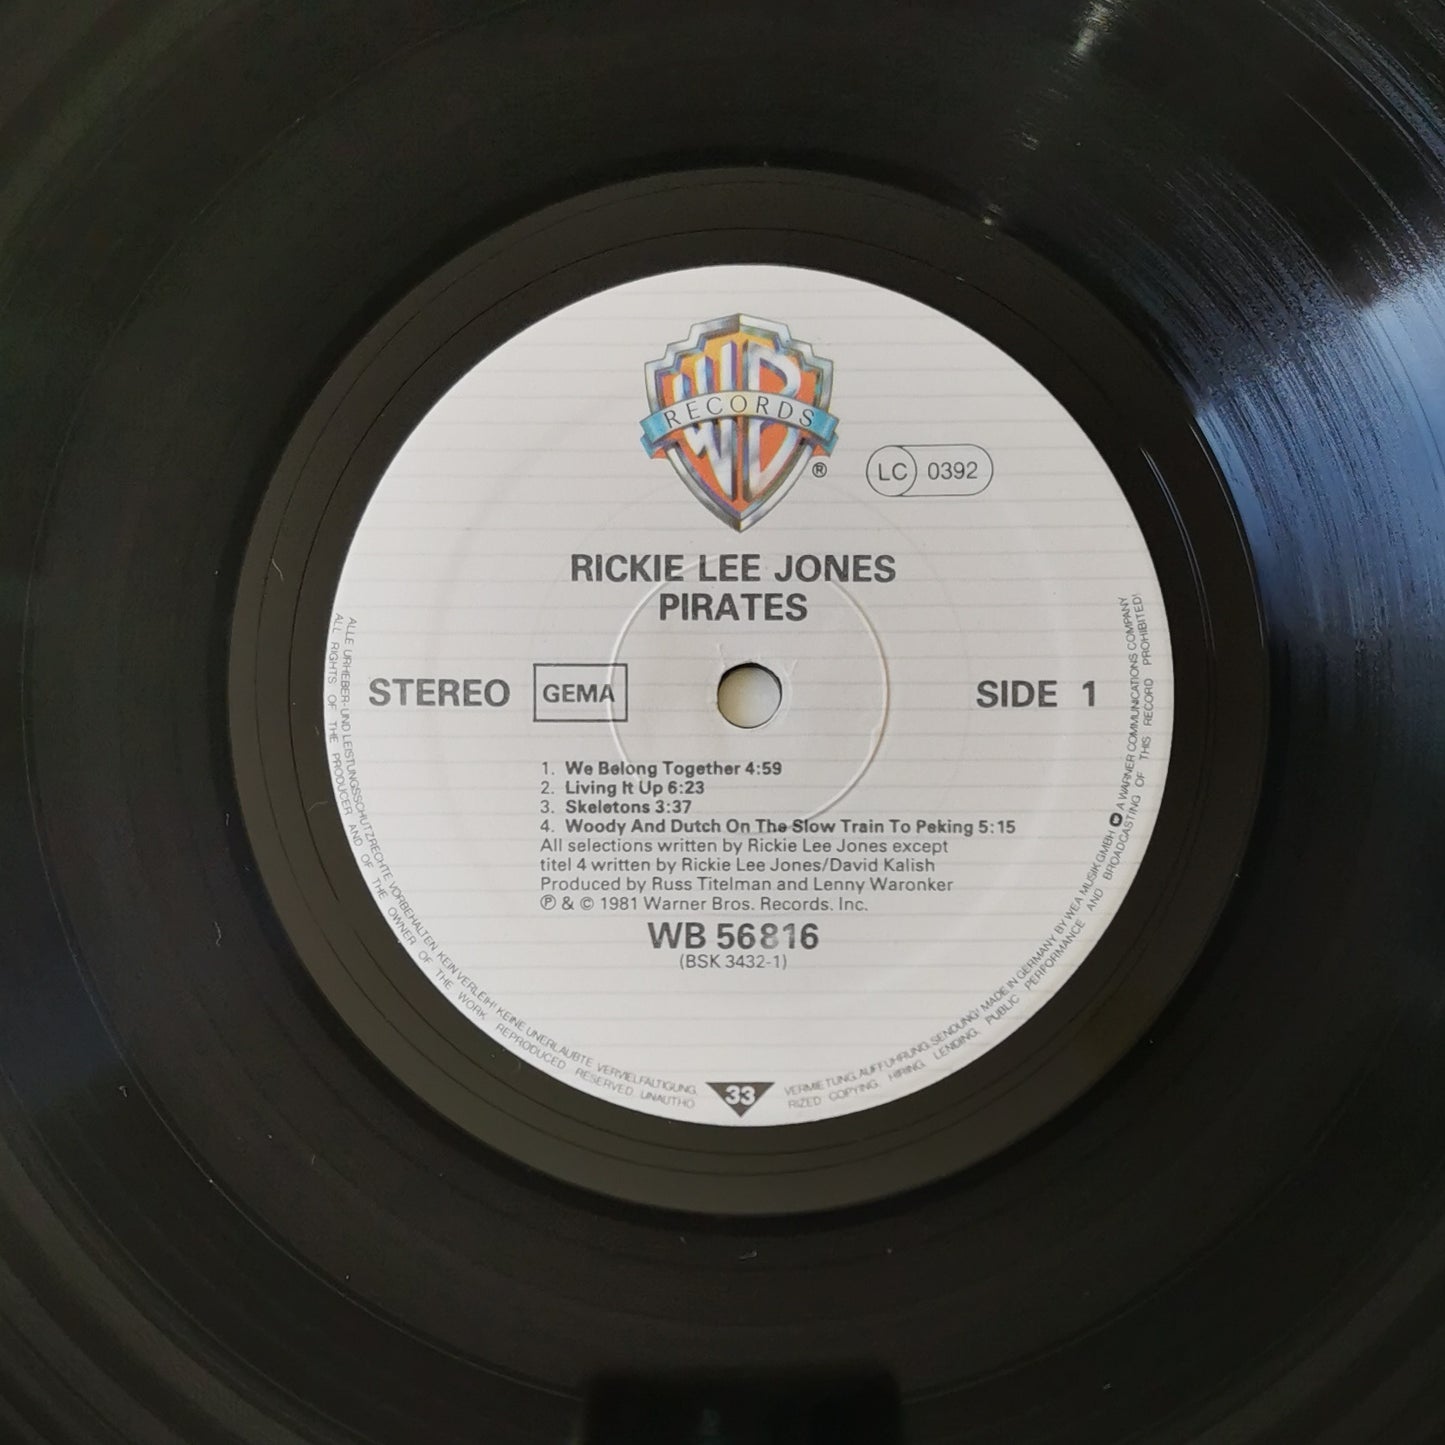 WB
RECORDS
®
LC 0392
RICKIE LEE JONES
PIRATES
STEREO GEMA SIDE 1
1. We Belong Together 4:59
2. Living It Up 6:23
3. Skeletons 3:37
4. Woody And Dutch On The Slow Train To Peking 5:15
All selections written by Rickie Lee Jones except
titel 4 written by Rickie Lee Jones/David Kalish
Produced by Russ Titelman and Lenny Waronker
℗ & © 1981 Warner Bros. Records. Inc.
WB 56816
(BSK 3432-1)
33
ALLE URHEBER- UND LEISTUNGSSCHUTZRECHTE VORBEHALTEN KEIN VERLEIH! KEINE UNERLAUBTE VERVIELFÄLTIGUNG, VERMIETUNG, AUFFÜHRUNG, SENDUNG! MADE IN GERMANY BY WEA MUSIK GMBH A WARNER COMMUNICATIONS COMPANY
ALL RIGHTS OF THE PRODUCER AND OF THE OWNER OF THE WORK REPRODUCED RESERVED. UNAUTHO RIZED COPYING, HIRING, LENDING, PUBLIC PERFORMANCE AND BROADCASTING OF THIS RECORD PROHIBITED!